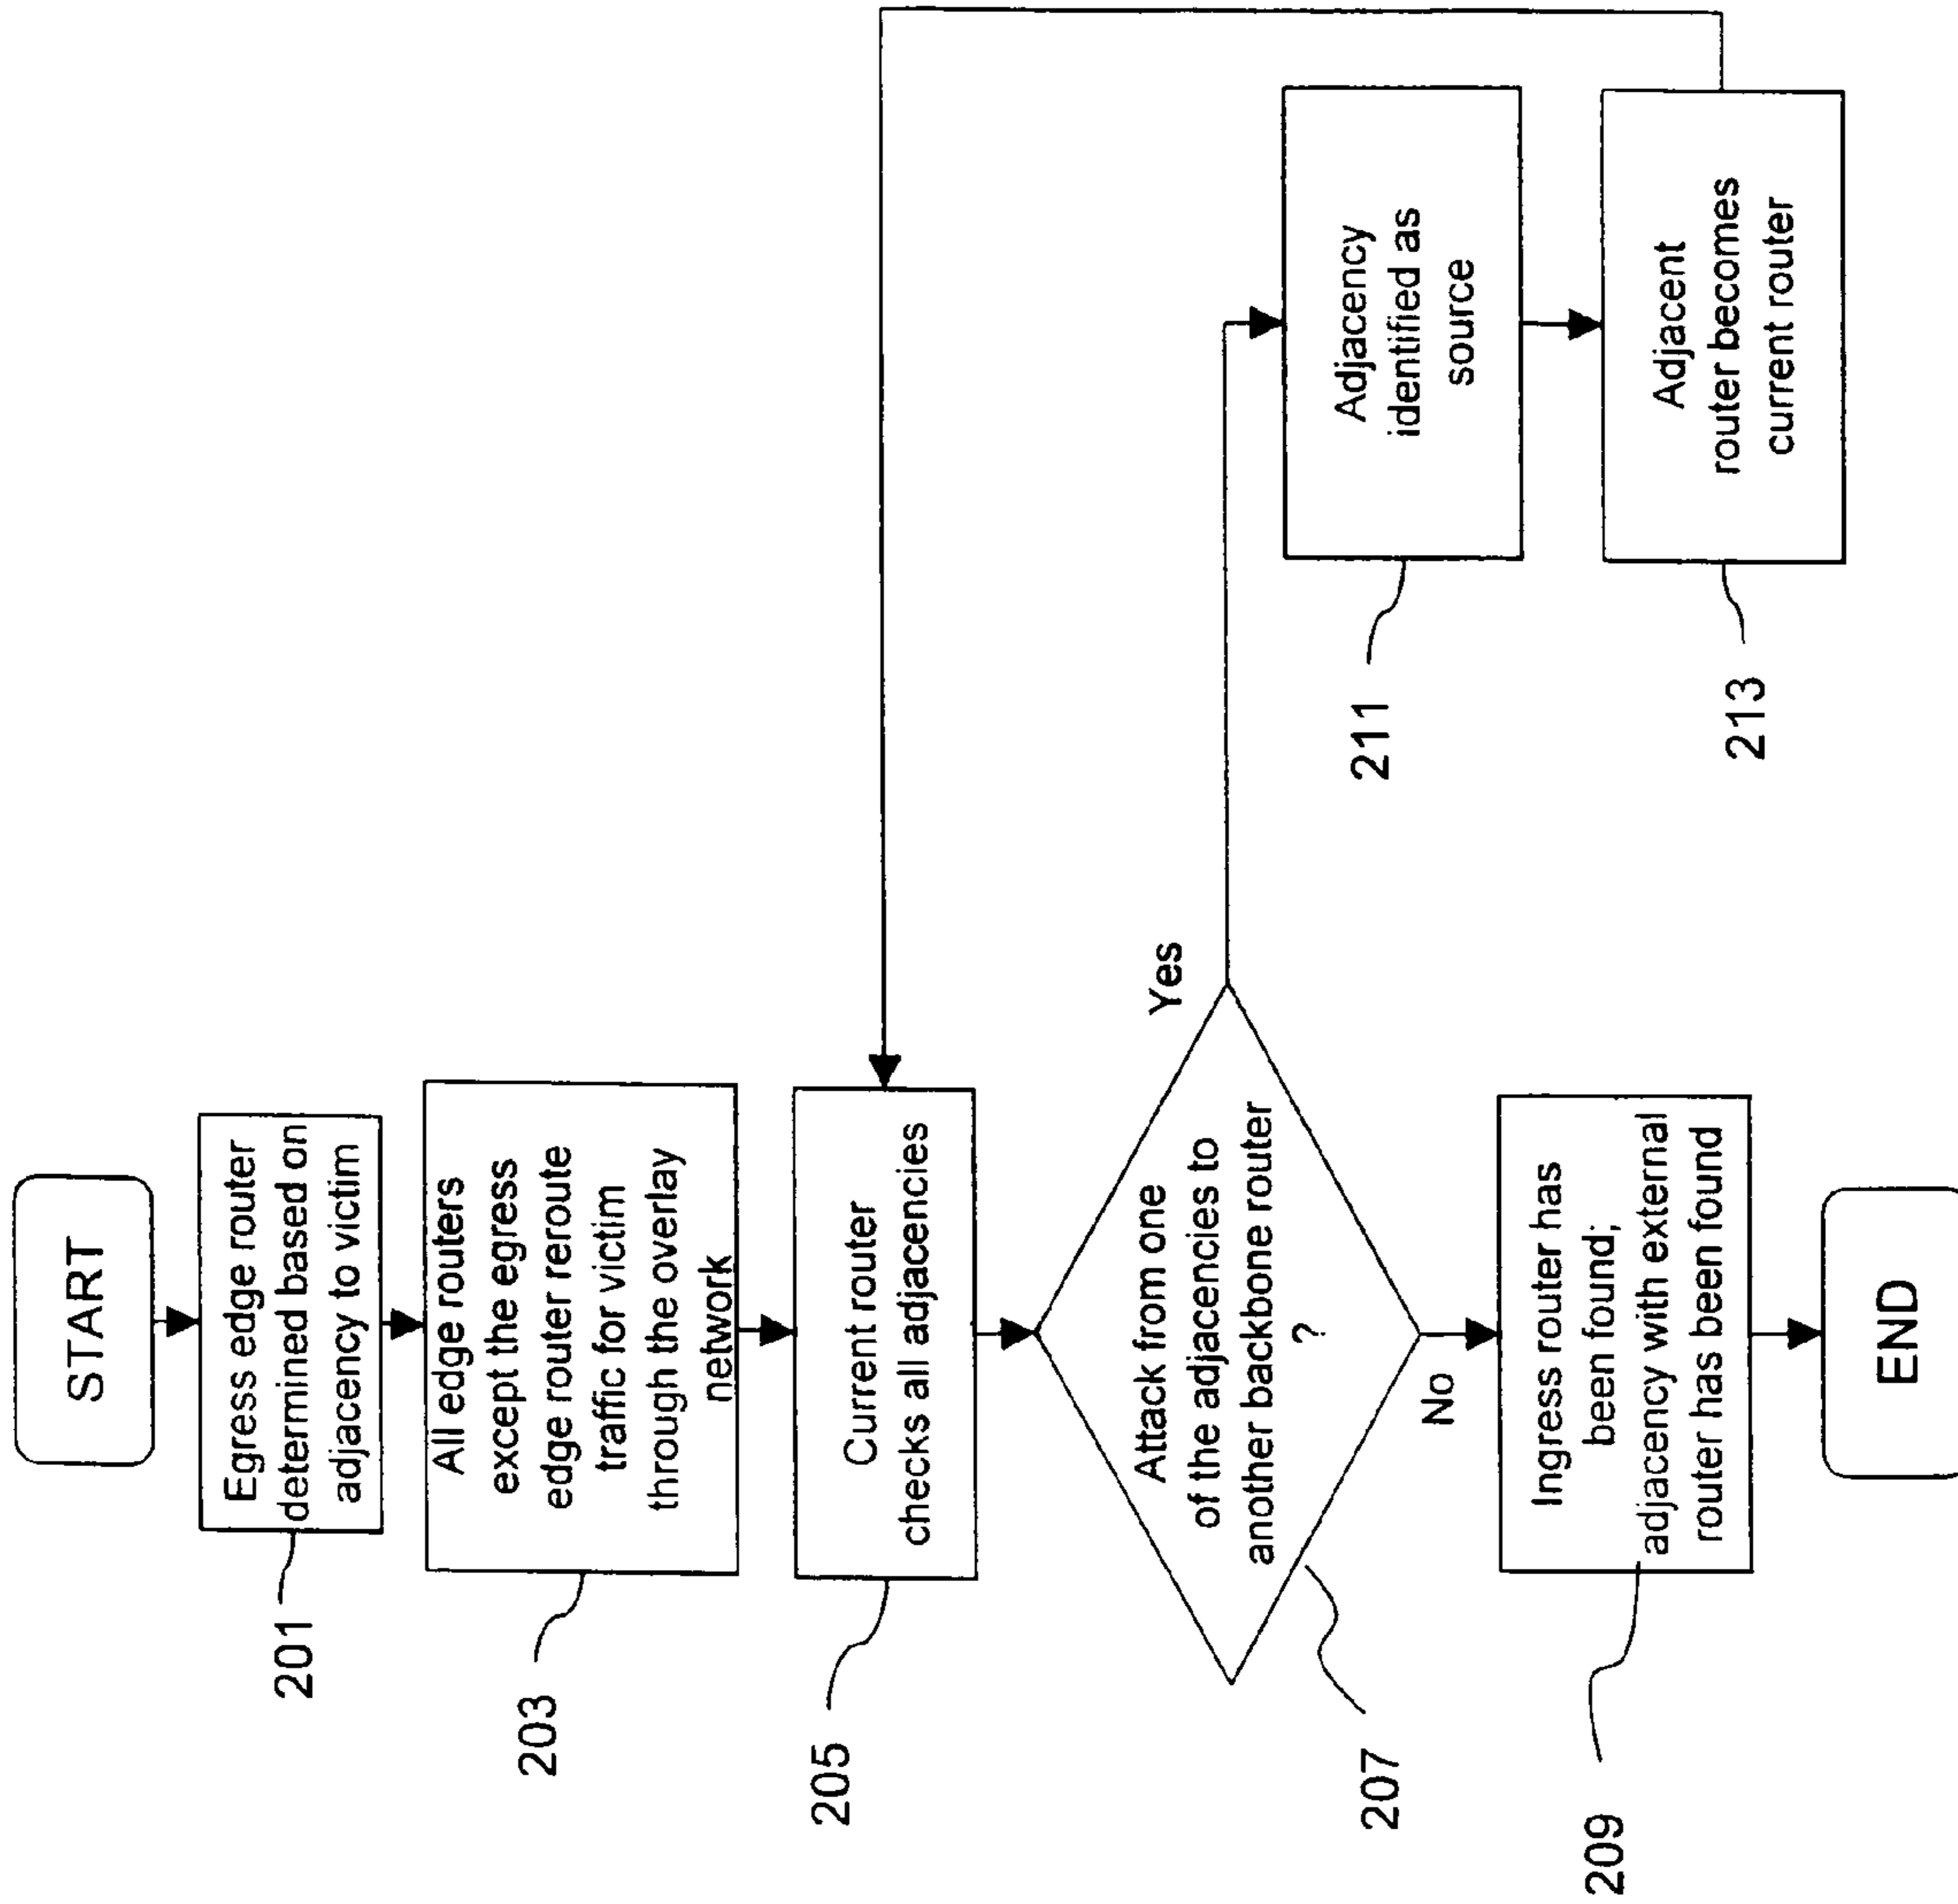 START
201
Egress edge router
determined based on
adjacency to victim
203
All edge routers
except the egress
edge router reroute
traffic for victim
through the overlay
network
205
Current router
checks all adjacencies
207
Attack from one
of the adjacencies to
another backbone router
?
Yes
No
211
Adjacency
identified as
source
213
Adjacent
router becomes
current router
209
Ingress router has
been found;
adjacency with external
router has been found
END